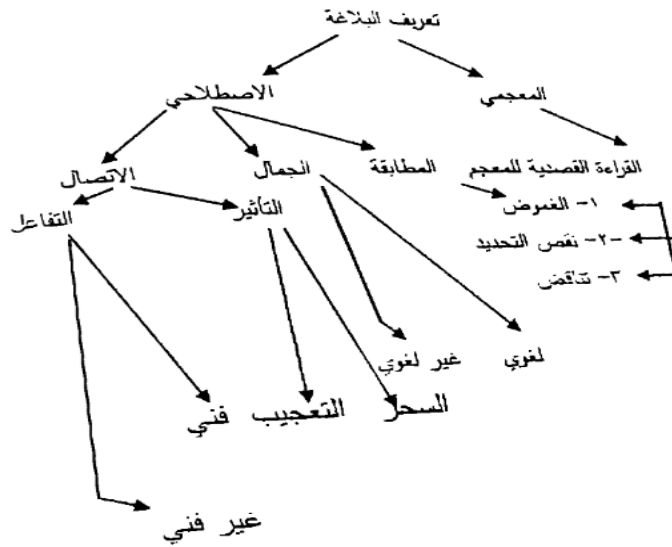 تعريف البلاغة
المعجمي
الاصطلاحي
القراءة القصدية للمعجم
المطابقة
الجمال
الاتصال
١- الغموض
التأثير
التفاعل
-٢- نقص التحديد
٣- تناقض
لغوي
غير لغوي
السحر
التعجيب
فني
غير فني